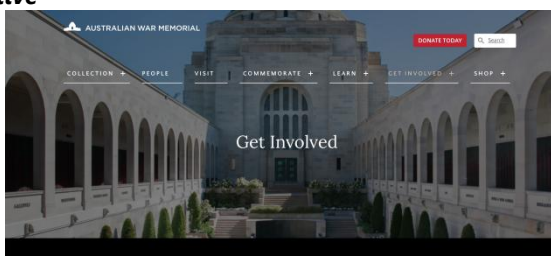 AUSTRALIAN WAR MEMORIAL
DONATE TODAY
Search
COLLECTION +
PEOPLE
VISIT
COMMEMORATE +
LEARN +
GET INVOLVED +
SHOP +
Get Involved